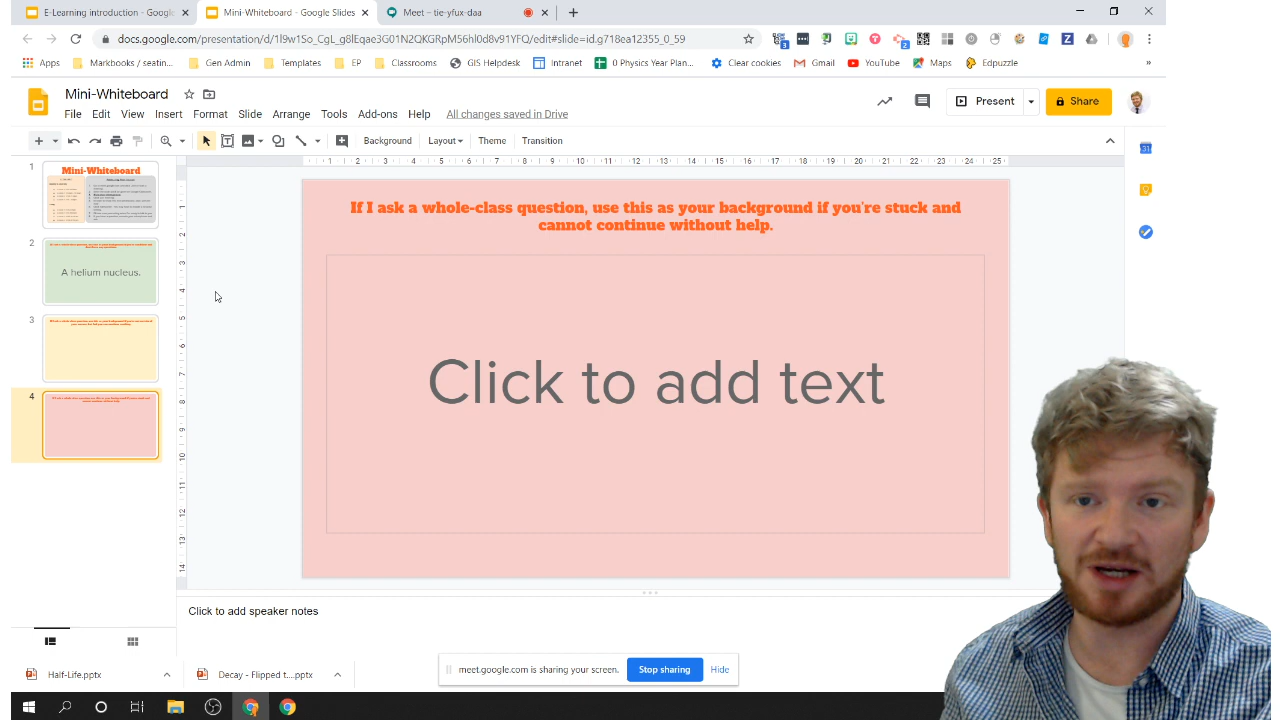 E-Learning introduction - Google
Mini-Whiteboard - Google Slides
Meet – tie-yfux-daa
docs.google.com/presentation/d/
/edit#slide=id.g718ea12355_0_59
Apps
Markbooks / seatin...
Gen Admin
Templates
EP
Classrooms
GIS Helpdesk
Intranet
0 Physics Year Plan...
Clear cookies
Gmail
YouTube
Maps
Edpuzzle
»
Mini-Whiteboard
File Edit View Insert Format Slide Arrange Tools Add-ons Help All changes saved in Drive
Present
Share
Background Layout Theme Transition
1
Mini-Whiteboard
2
A helium nucleus.
3
4
If I ask a whole-class question, use this as your background if you're stuck and
cannot continue without help.
Click to add text
Click to add speaker notes
Half-Life.pptx
Decay - Flipped t....pptx
meet.google.com is sharing your screen.
Stop sharing
Hide